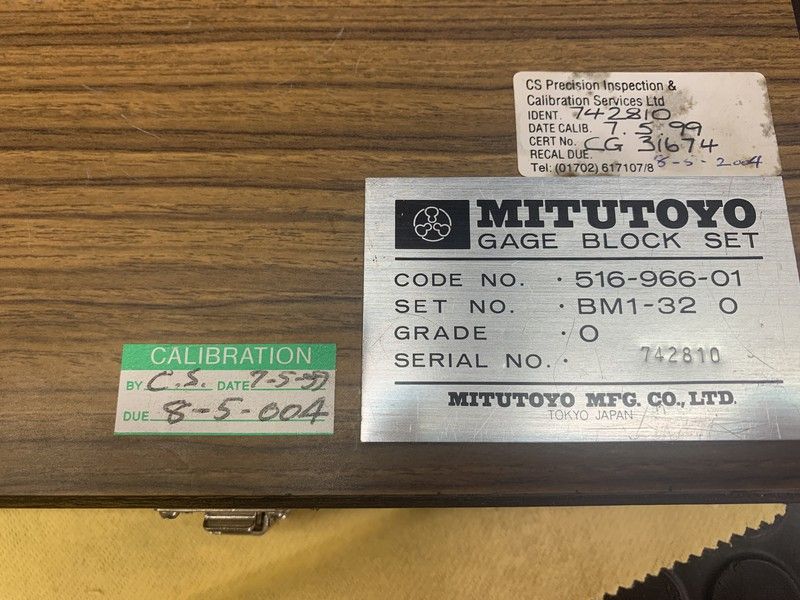 CS Precision Inspection &
Calibration Services Ltd
IDENT. 742810
DATE CALIB. 7.5.99
CERT No. CG 31674
RECAL DUE. 8-5-2004
Tel: (01702) 617107/8
MITUTOYO
GAGE BLOCK SET
CODE NO. · 516-966-01
SET NO. · BM1-32 0
GRADE · 0
SERIAL NO. · 742810
MITUTOYO MFG. CO., LTD.
TOKYO JAPAN
CALIBRATION
BY C.S. DATE 7-5-99
DUE 8-5-004